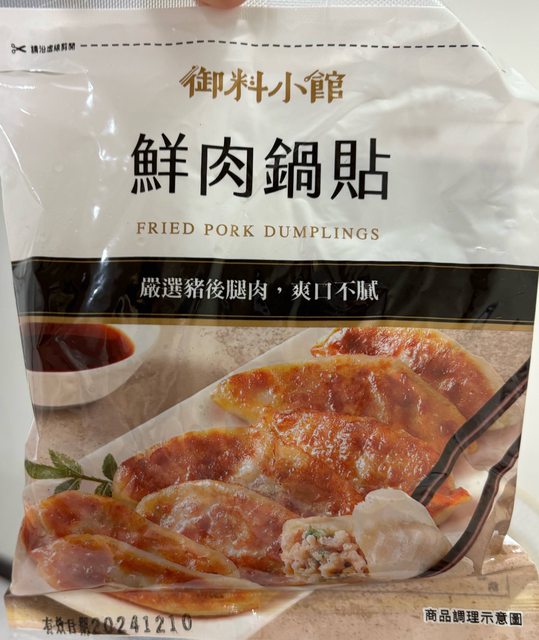 請沿虛線剪開
御料小館
鮮肉鍋貼
FRIED PORK DUMPLINGS
嚴選豬後腿肉，爽口不膩
有效日期20241210
商品調理示意圖